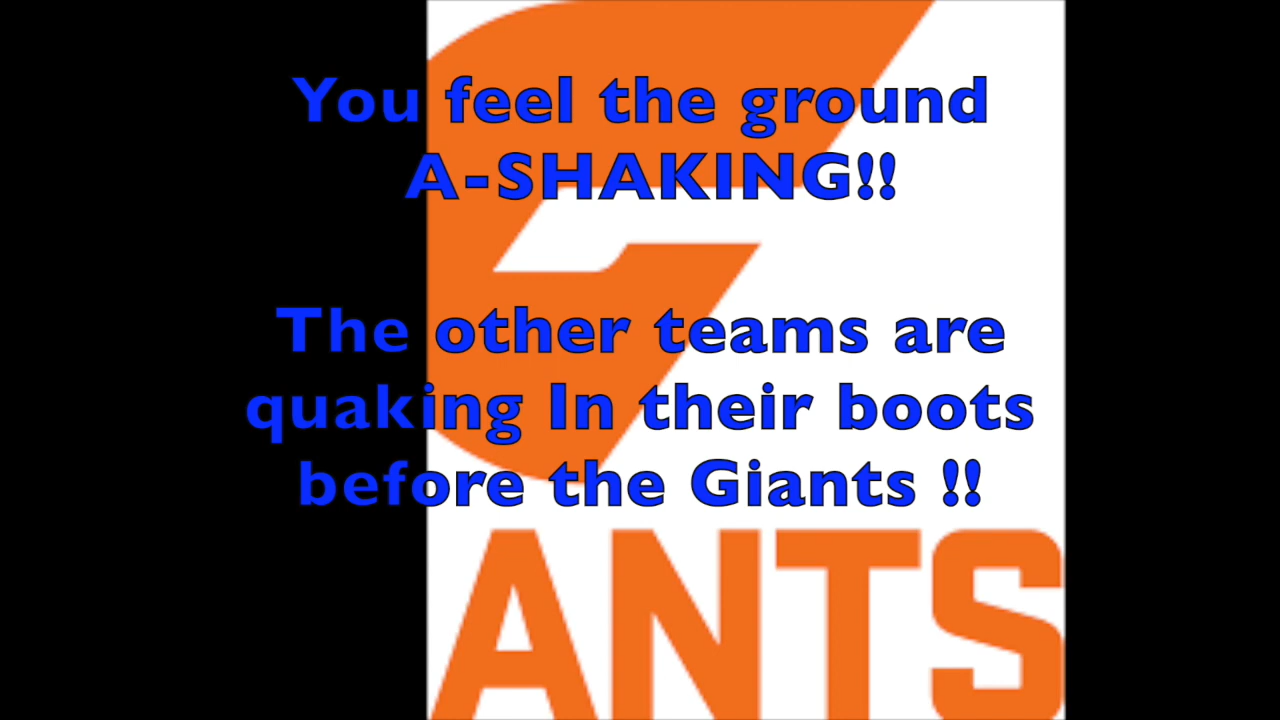 You feel the ground
A-SHAKING!!
The other teams are
quaking In their boots
before the Giants !!
G
ANTS